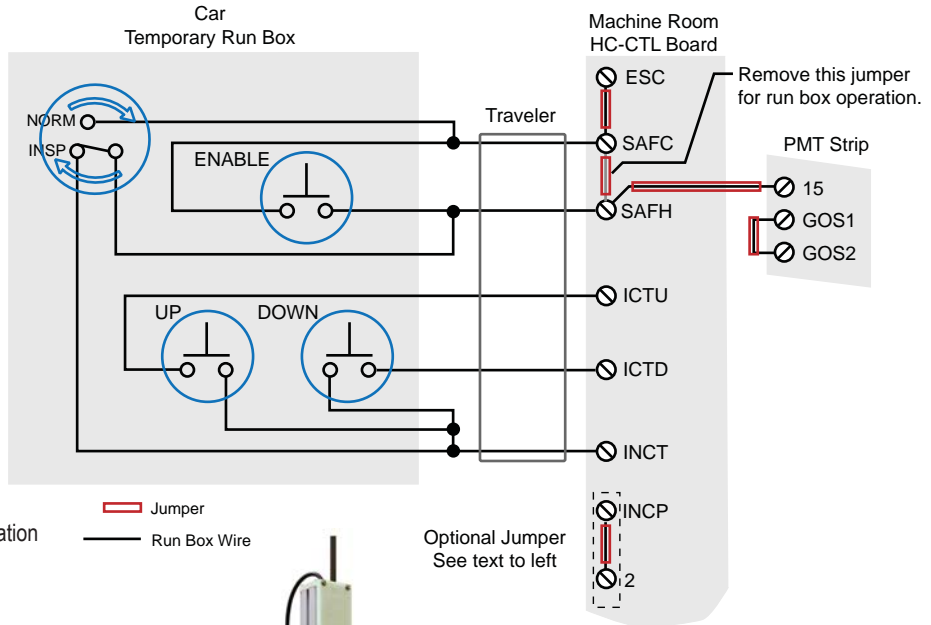 Car
Temporary Run Box
Machine Room
HC-CTL Board
ESC
Remove this jumper
for run box operation.
Traveler
NORM
SAFC
PMT Strip
INSP
ENABLE
15
SAFH
GOS1
GOS2
ICTU
UP
DOWN
ICTD
INCT
Jumper
INCP
ation
Run Box Wire
Optional Jumper
See text to left
2